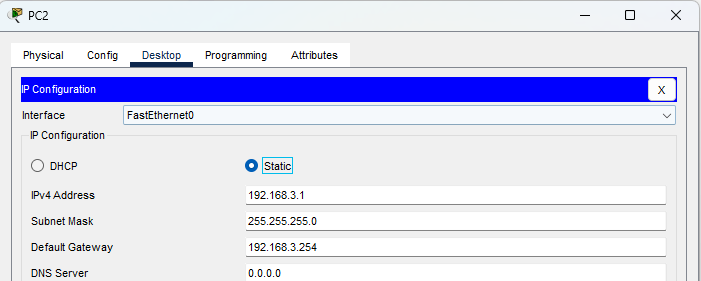 PC2
Physical Config Desktop Programming Attributes
IP Configuration X
Interface FastEthernet0
IP Configuration
DHCP Static
IPv4 Address 192.168.3.1
Subnet Mask 255.255.255.0
Default Gateway 192.168.3.254
DNS Server 0.0.0.0